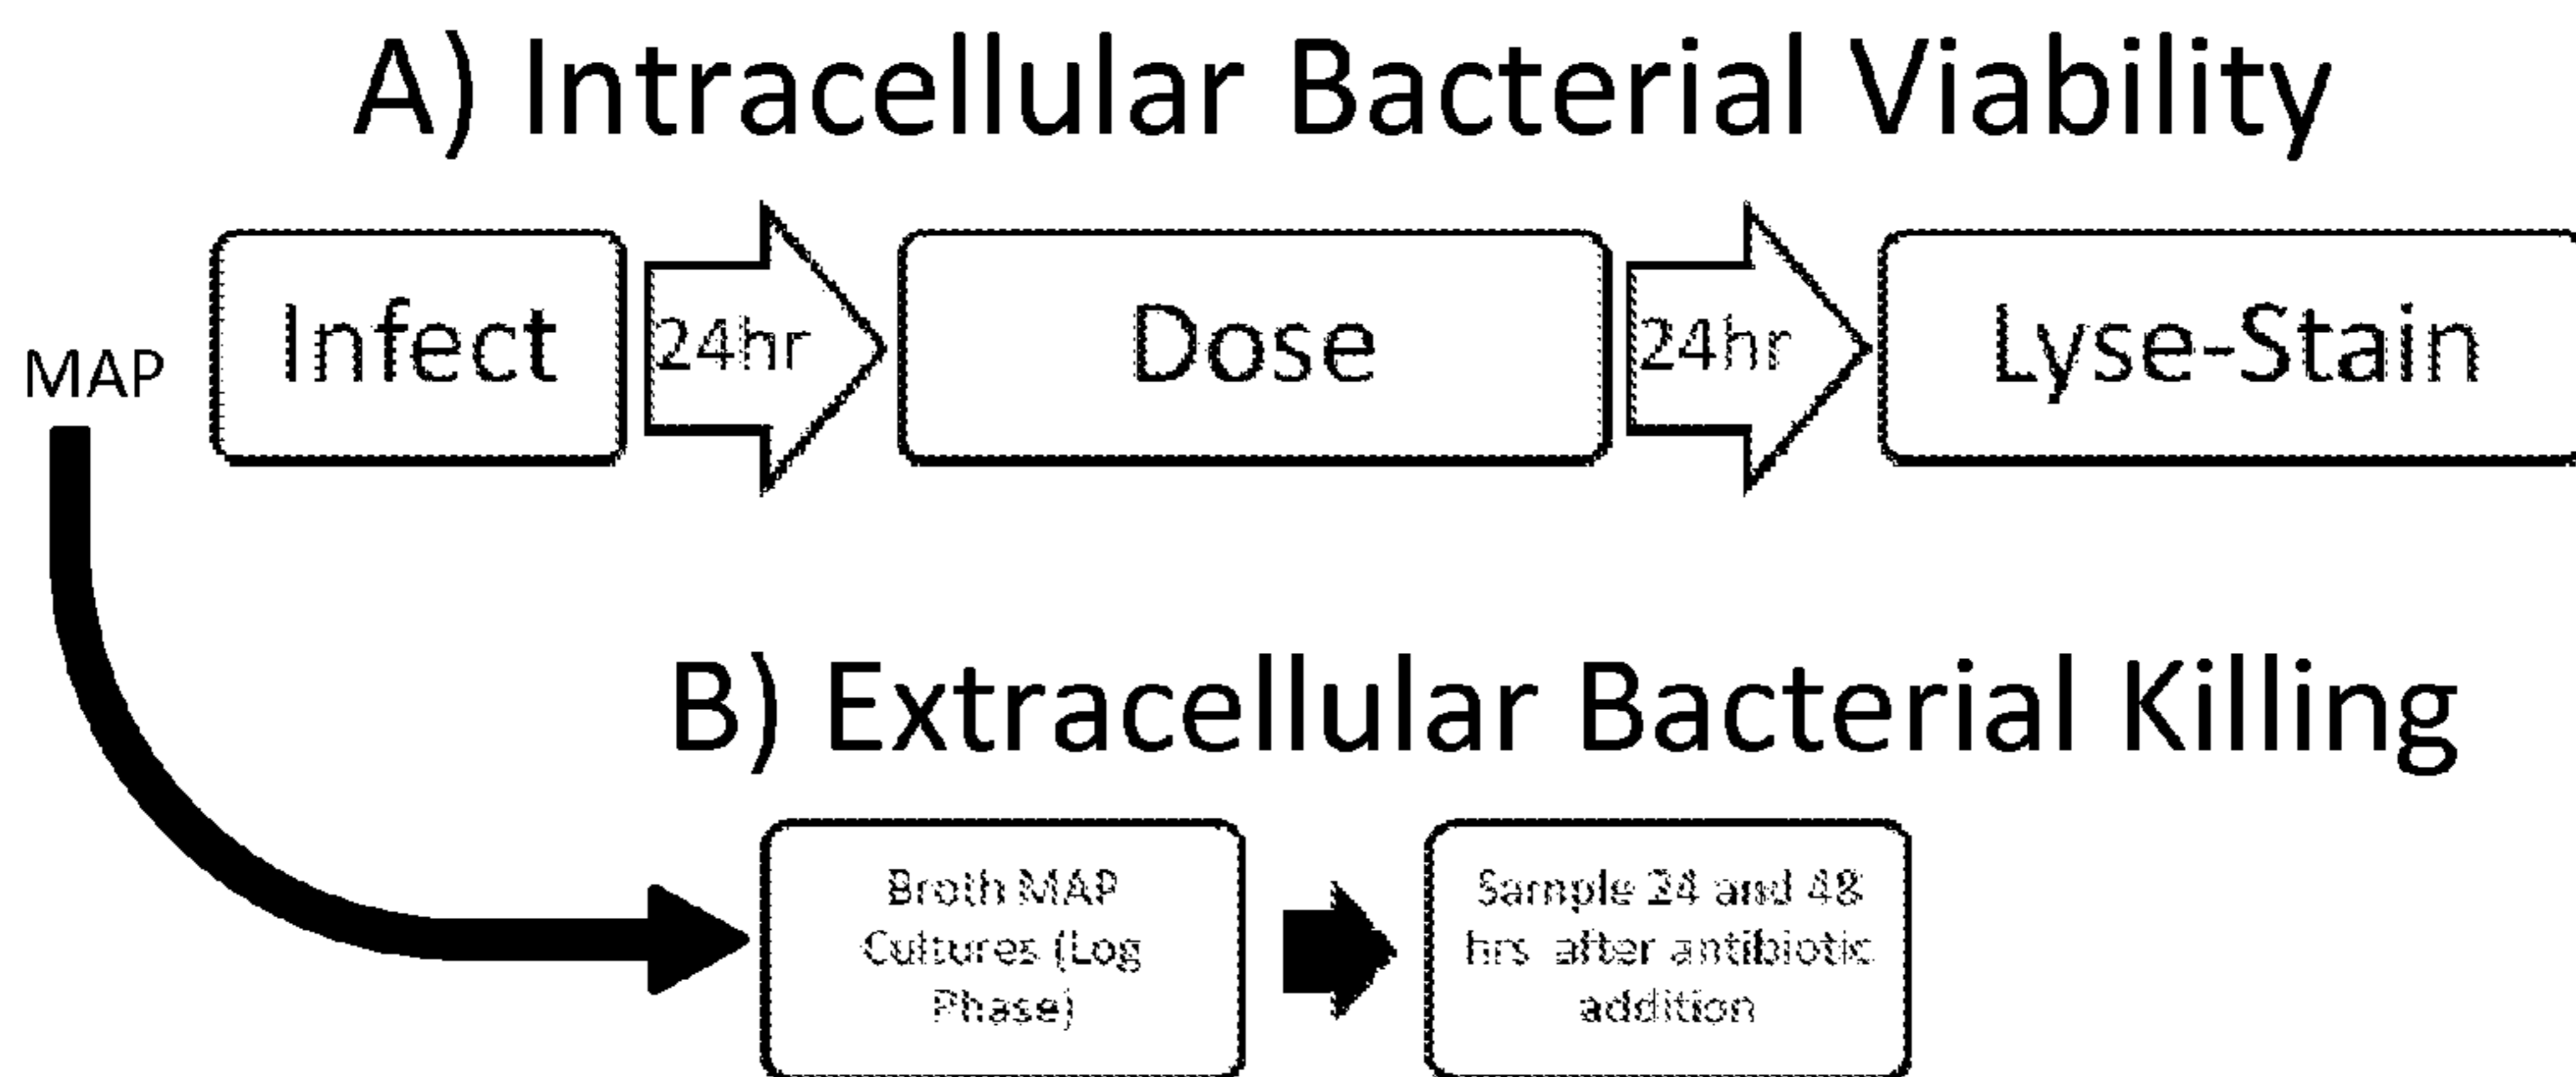 A) Intracellular Bacterial Viability
MAP
Infect
24hr
Dose
24hr
Lyse-Stain
B) Extracellular Bacterial Killing
Broth MAP
Cultures (Log
Phase)
Sample 24 and 48
hrs after antibiotic
addition